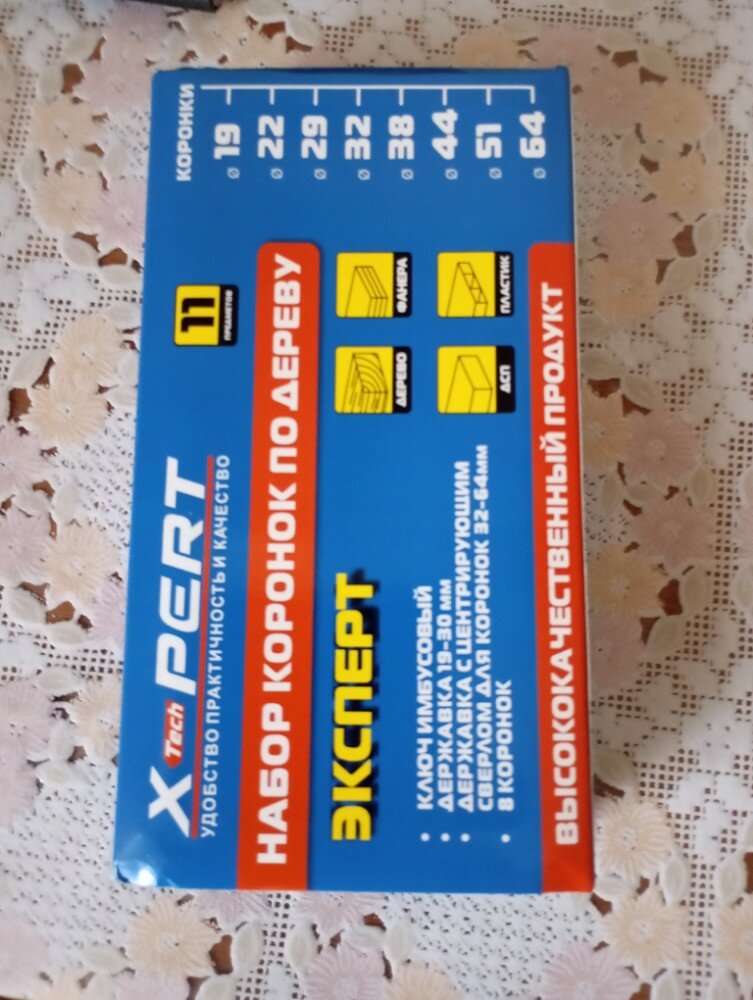 X Tech PERT
УДОБСТВО ПРАКТИЧНОСТЬ И КАЧЕСТВО
11
ПРЕДМЕТОВ
КОРОНКИ
Ø 19
Ø 22
Ø 29
Ø 32
Ø 38
Ø 44
Ø 51
Ø 64
НАБОР КОРОНОК ПО ДЕРЕВУ
ЭКСПЕРТ
ДЕРЕВО
ФАНЕРА
ДСП
ПЛАСТИК
• КЛЮЧ ИМБУСОВЫЙ
• ДЕРЖАВКА 19-30 мм
• ДЕРЖАВКА С ЦЕНТРИРУЮЩИМ
СВЕРЛОМ ДЛЯ КОРОНОК 32-64мм
• 8 КОРОНОК
ВЫСОКОКАЧЕСТВЕННЫЙ ПРОДУКТ